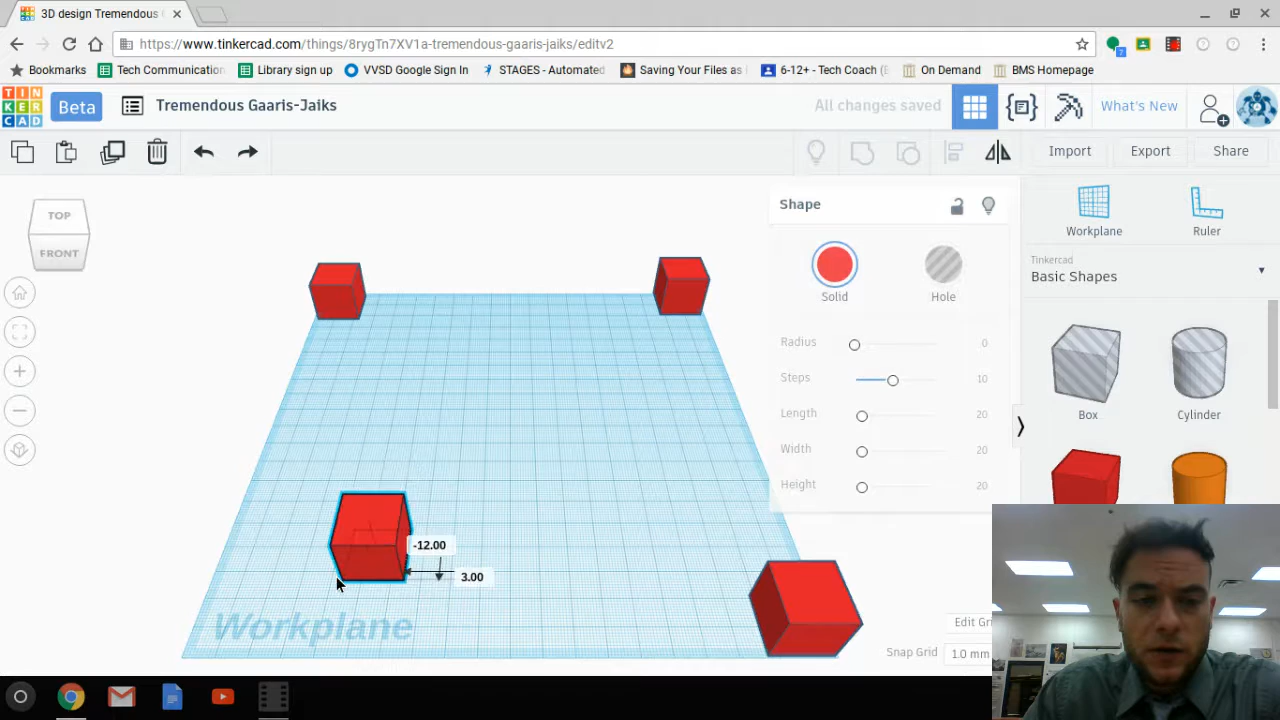 3D design Tremendous
https://www.tinkercad.com/things/8rygTn7XV1a-tremendous-gaaris-jaiks/editv2
Bookmarks Tech Communication Library sign up VVSD Google Sign In STAGES - Automated Saving Your Files as 6-12+ - Tech Coach On Demand BMS Homepage
TIN
KER
CAD
Beta
Tremendous Gaaris-Jaiks
All changes saved
What's New
Import Export Share
TOP
FRONT
Shape
Solid Hole
Radius 0
Steps 10
Length 20
Width 20
Height 20
Workplane Ruler
Tinkercad
Basic Shapes
Box Cylinder
-12.00
3.00
Workplane
Edit Gri
Snap Grid 1.0 mm